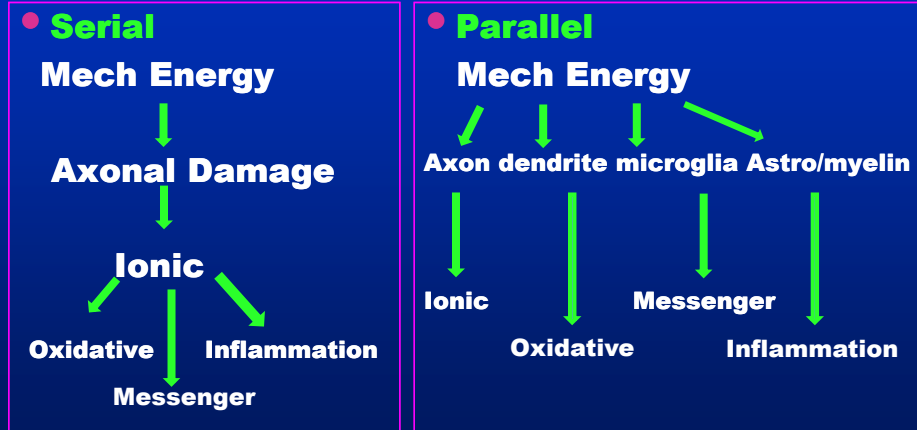 Serial
Mech Energy
Axonal Damage
Ionic
Oxidative Inflammation
Messenger
Parallel
Mech Energy
Axon dendrite microglia Astro/myelin
Ionic Messenger
Oxidative Inflammation